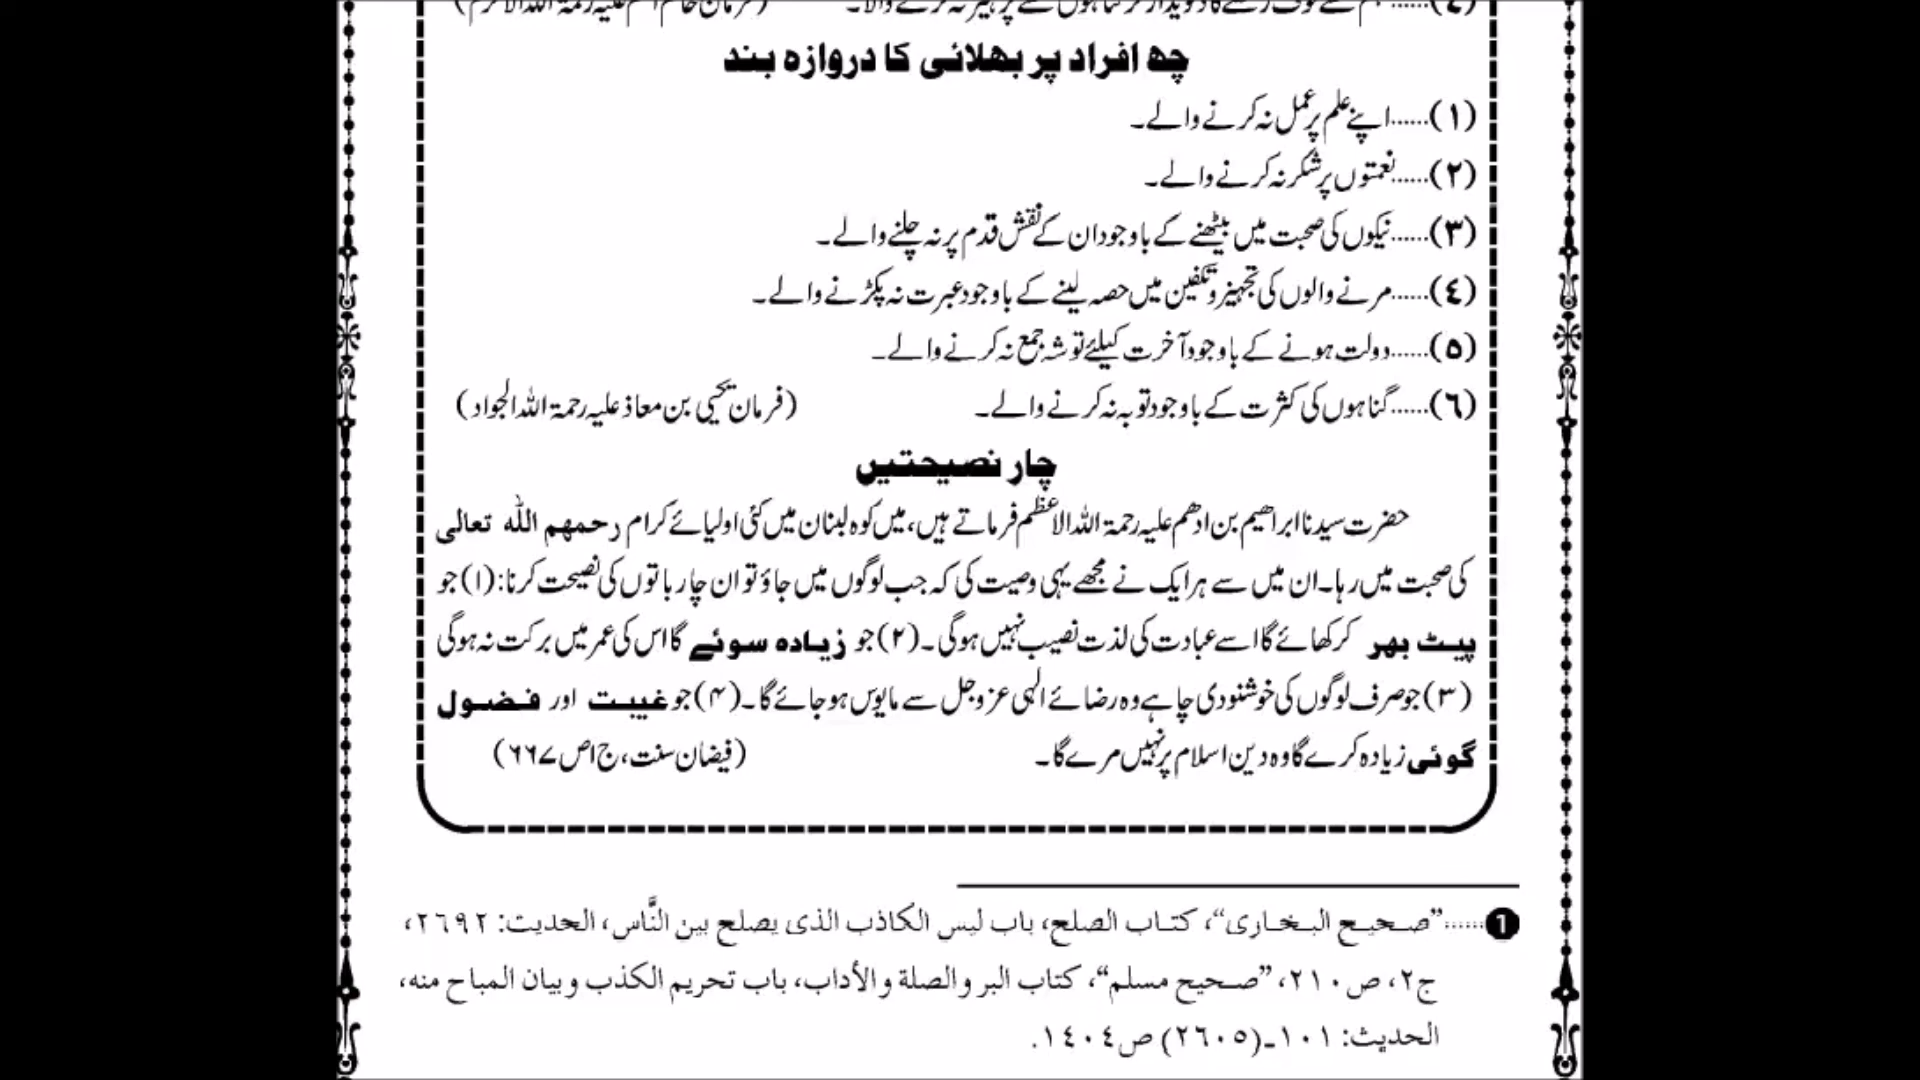 چھ افراد پر بھلائی کا دروازہ بند
(۱)......اپنے علم پر عمل نہ کرنے والے۔
(۲)......نعمتوں پر شکر نہ کرنے والے۔
(۳)......نیکوں کی صحبت میں بیٹھنے کے باوجود ان کے نقش قدم پر نہ چلنے والے۔
(٤)......مرنے والوں کی تجہیز و تکفین میں حصہ لینے کے باوجود عبرت نہ پکڑنے والے۔
(۵)......دولت ہونے کے باوجود آخرت کیلئے توشہ جمع نہ کرنے والے۔
(٦)......گناہوں کی کثرت کے باوجود توبہ نہ کرنے والے۔ (فرمان یحیی بن معاذ علیہ رحمۃ اللہ الجواد)
چار نصیحتیں
حضرت سیدنا ابراھیم بن ادھم علیہ رحمۃ اللہ الاعظم فرماتے ہیں، میں کوہ لبنان میں کئی اولیائے کرام رحمھم اللہ تعالی
کی صحبت میں رہا۔ ان میں سے ہر ایک نے مجھے یہی وصیت کی کہ جب لوگوں میں جاؤ تو ان چار باتوں کی نصیحت کرنا: (۱) جو
پیٹ بھر کر کھائے گا اسے عبادت کی لذت نصیب نہیں ہوگی۔ (۲) جو زیادہ سوئے گا اس کی عمر میں برکت نہ ہوگی
(۳) جو صرف لوگوں کی خوشنودی چاہے وہ رضائے الٰہی عزوجل سے مایوس ہو جائے گا۔ (۴) جو غیبت اور فضول
گوئی زیادہ کرے گا وہ دین اسلام پر نہیں مرے گا۔ (فیضان سنت، ج۱ص ٦٦٧)
1......”صحیح البخاری“، کتاب الصلح، باب لیس الکاذب الذی یصلح بین النَّاس، الحدیث: ٢٦٩٢،
ج٢، ص٢١٠، ”صحیح مسلم“، کتاب البر والصلة والأداب، باب تحریم الکذب وبیان المباح منه،
الحدیث: ١٠١۔(٢٦٠٥) ص١٤٠٤.